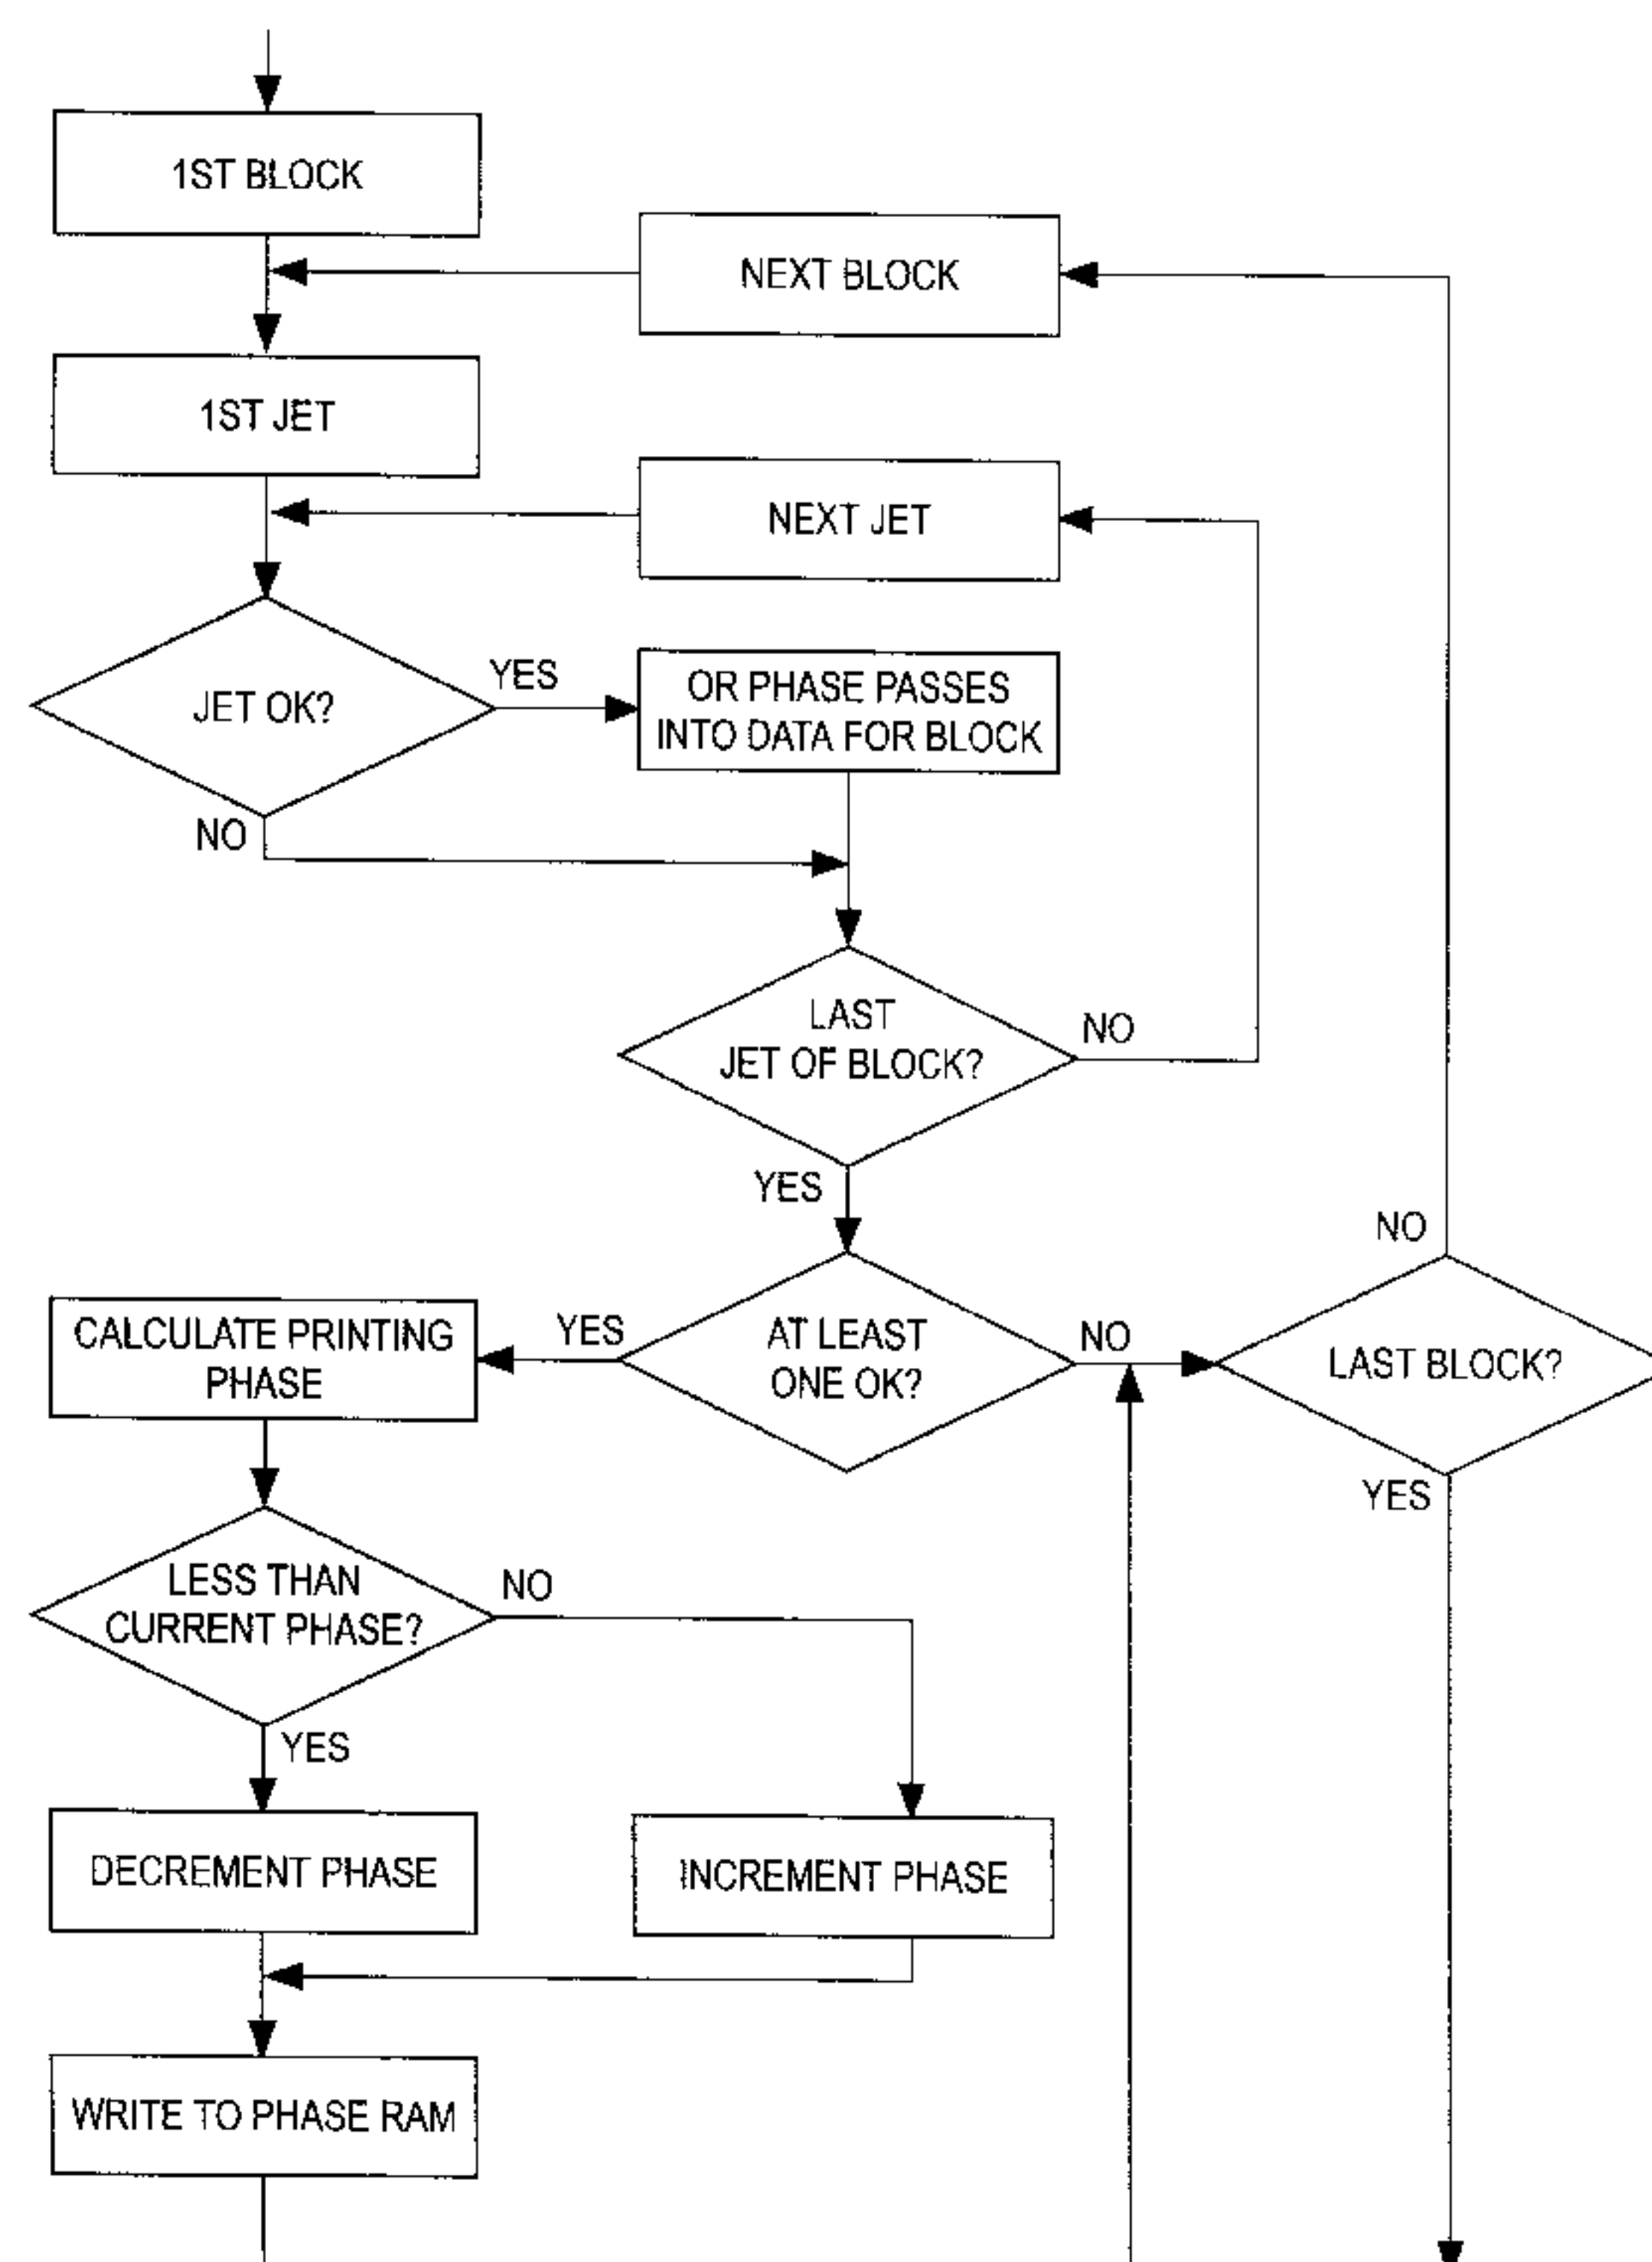 1ST BLOCK
NEXT BLOCK
1ST JET
NEXT JET
JET OK?
YES
OR PHASE PASSES
INTO DATA FOR BLOCK
NO
LAST
JET OF BLOCK?
NO
YES
NO
CALCULATE PRINTING
PHASE
YES
AT LEAST
ONE OK?
NO
LAST BLOCK?
YES
LESS THAN
CURRENT PHASE?
NO
YES
DECREMENT PHASE
INCREMENT PHASE
WRITE TO PHASE RAM